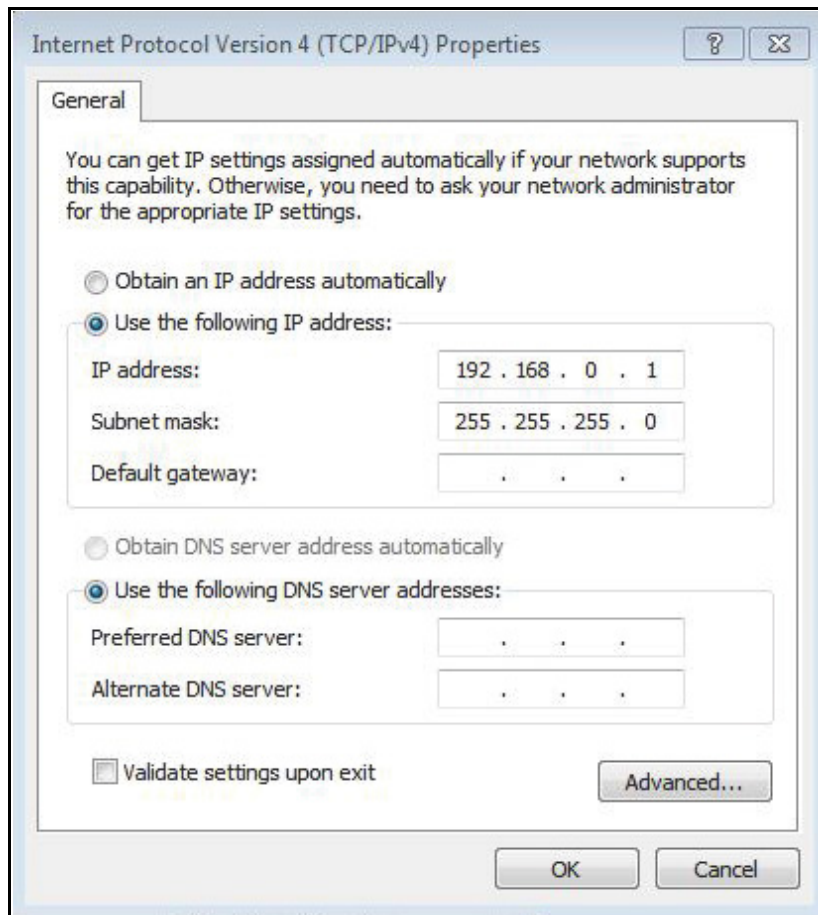 Internet Protocol Version 4 (TCP/IPv4) Properties
General
You can get IP settings assigned automatically if your network supports
this capability. Otherwise, you need to ask your network administrator
for the appropriate IP settings.
Obtain an IP address automatically
Use the following IP address:
IP address: 192 . 168 . 0 . 1
Subnet mask: 255 . 255 . 255 . 0
Default gateway: . . .
Obtain DNS server address automatically
Use the following DNS server addresses:
Preferred DNS server: . . .
Alternate DNS server: . . .
Validate settings upon exit
Advanced...
OK Cancel